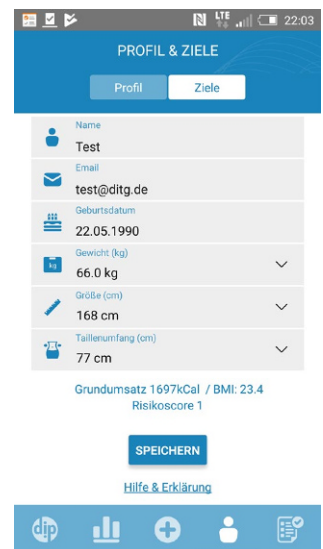 LTE 22:03
PROFIL & ZIELE
Profil Ziele
Name
Test
Email
test@ditg.de
Geburtsdatum
22.05.1990
Gewicht (kg)
kg
66.0 kg
Größe (cm)
168 cm
Taillenumfang (cm)
77 cm
Grundumsatz 1697kCal / BMI: 23.4
Risikoscore 1
SPEICHERN
Hilfe & Erklärung
dip